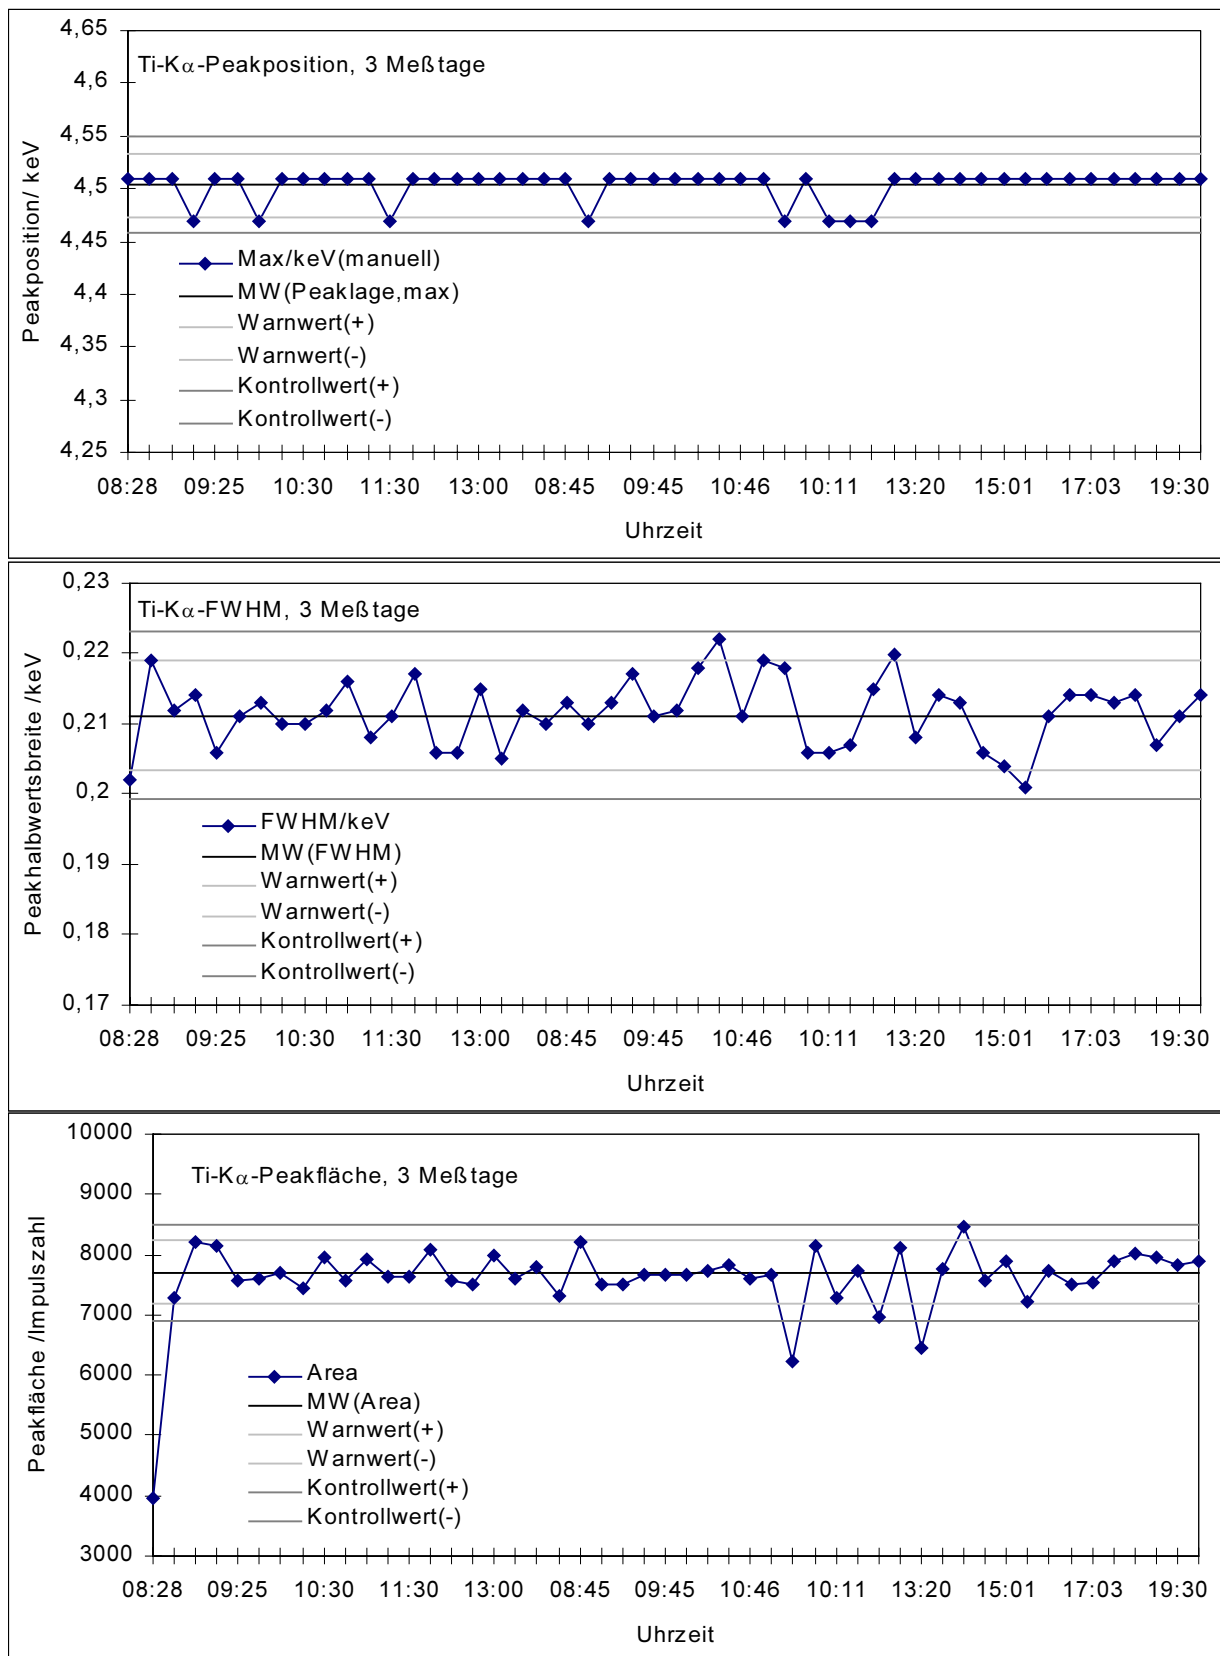 4,65
Ti-Kα-Peakposition, 3 Meßtage
4,6
4,55
4,5
4,45
4,4
4,35
4,3
4,25
Peakposition/ keV
Max/keV(manuell)
MW(Peaklage,max)
Warnwert(+)
Warnwert(-)
Kontrollwert(+)
Kontrollwert(-)
08:28 09:25 10:30 11:30 13:00 08:45 09:45 10:46 10:11 13:20 15:01 17:03 19:30
Uhrzeit
0,23
Ti-Kα-FWHM, 3 Meßtage
0,22
0,21
0,2
0,19
0,18
0,17
Peakhalbwertsbreite /keV
FWHM/keV
MW(FWHM)
Warnwert(+)
Warnwert(-)
Kontrollwert(+)
Kontrollwert(-)
08:28 09:25 10:30 11:30 13:00 08:45 09:45 10:46 10:11 13:20 15:01 17:03 19:30
Uhrzeit
10000
Ti-Kα-Peakfläche, 3 Meßtage
9000
8000
7000
6000
5000
4000
3000
Peakfläche /Impulszahl
Area
MW(Area)
Warnwert(+)
Warnwert(-)
Kontrollwert(+)
Kontrollwert(-)
08:28 09:25 10:30 11:30 13:00 08:45 09:45 10:46 10:11 13:20 15:01 17:03 19:30
Uhrzeit